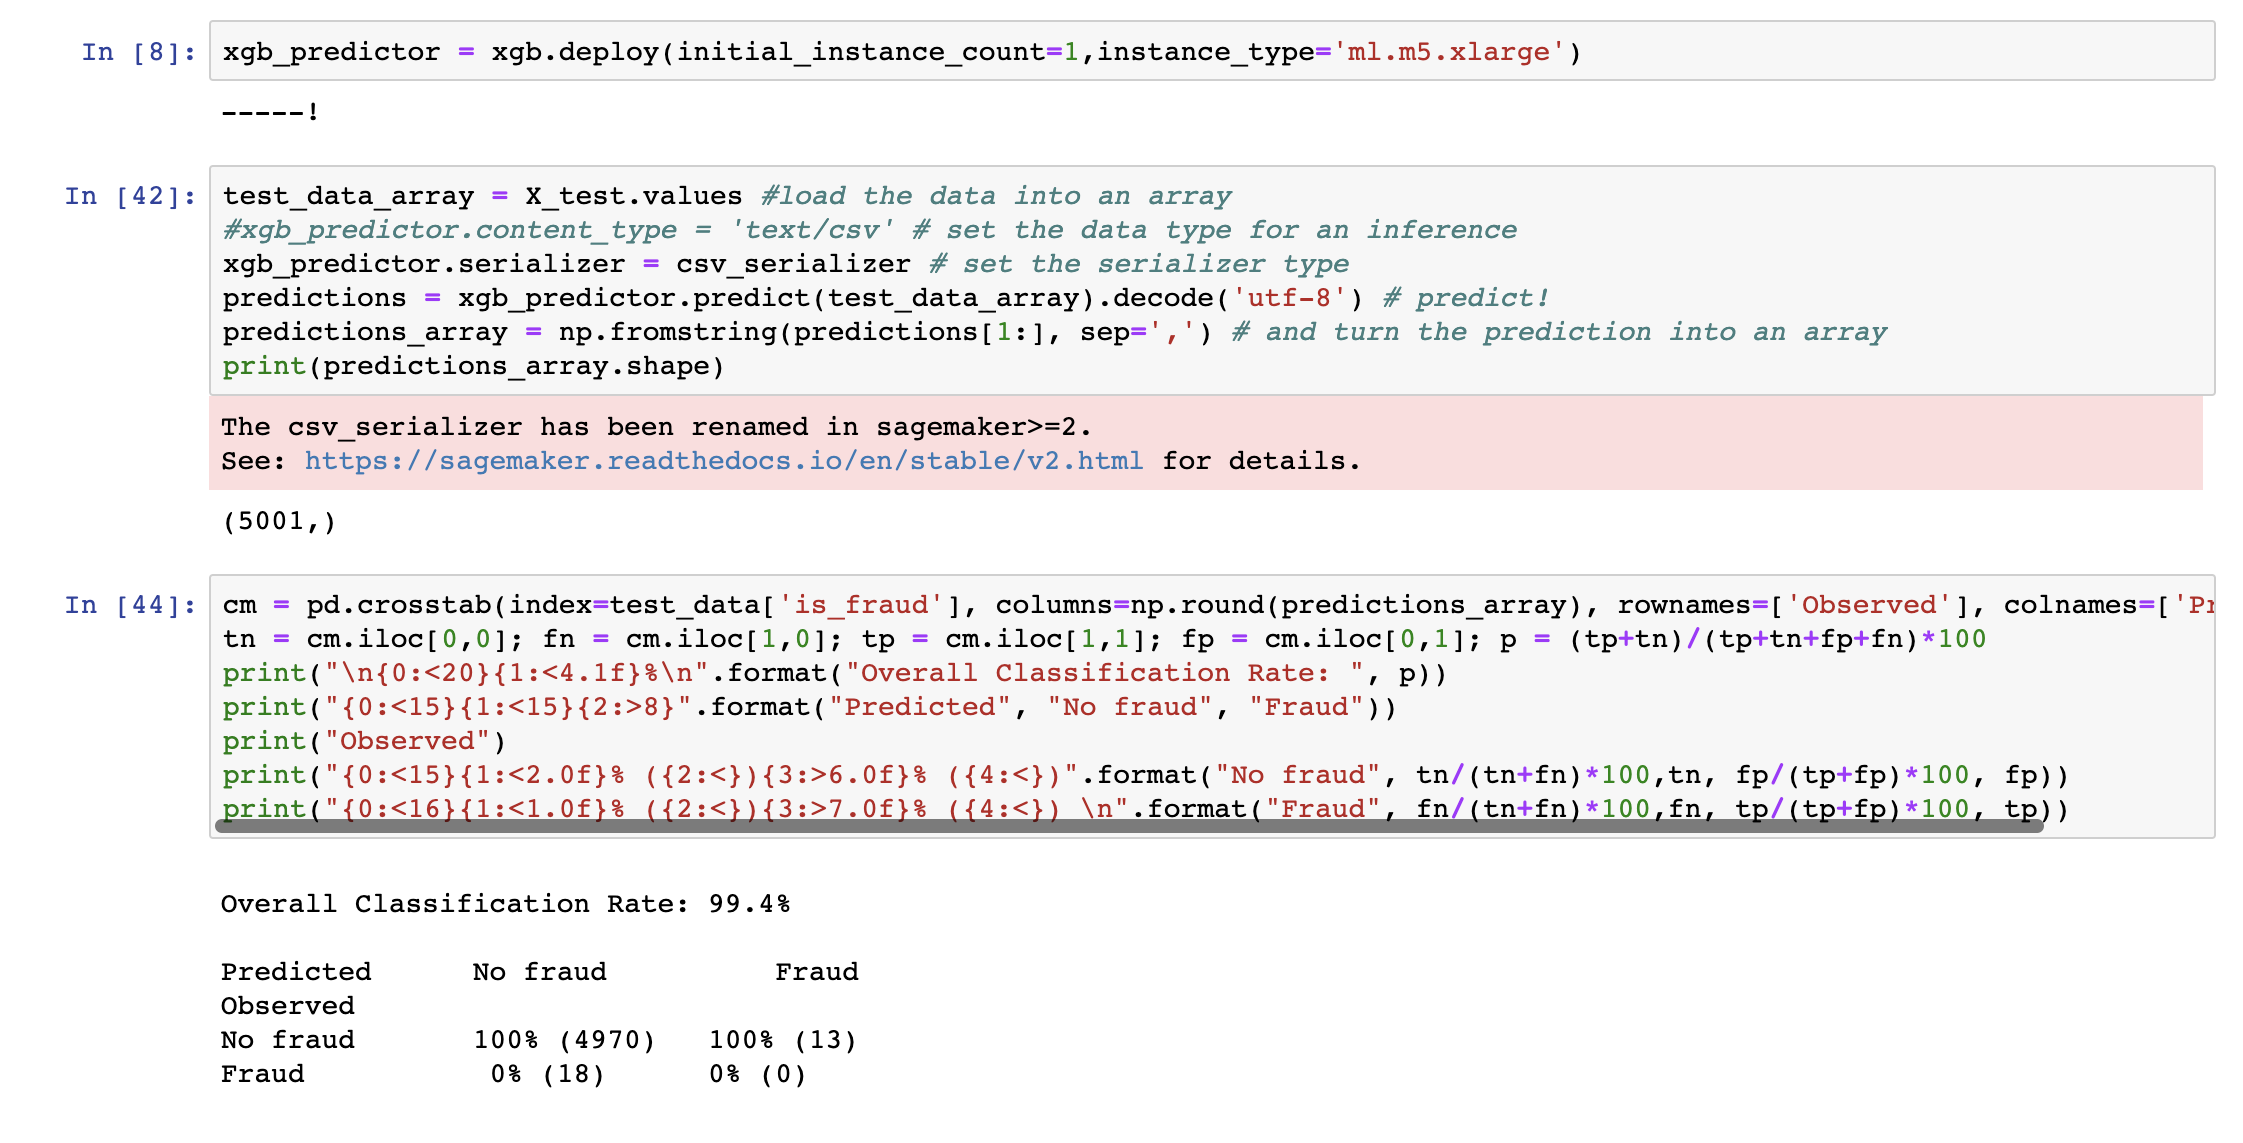 In [8]: xgb_predictor = xgb.deploy(initial_instance_count=1,instance_type='ml.m5.xlarge')
-----!
In [42]: test_data_array = X_test.values #load the data into an array
#xgb_predictor.content_type = 'text/csv' # set the data type for an inference
xgb_predictor.serializer = csv_serializer # set the serializer type
predictions = xgb_predictor.predict(test_data_array).decode('utf-8') # predict!
predictions_array = np.fromstring(predictions[1:], sep=',') # and turn the prediction into an array
print(predictions_array.shape)
The csv_serializer has been renamed in sagemaker>=2.
See: https://sagemaker.readthedocs.io/en/stable/v2.html for details.
(5001,)
In [44]: cm = pd.crosstab(index=test_data['is_fraud'], columns=np.round(predictions_array), rownames=['Observed'], colnames=['Pr
tn = cm.iloc[0,0]; fn = cm.iloc[1,0]; tp = cm.iloc[1,1]; fp = cm.iloc[0,1]; p = (tp+tn)/(tp+tn+fp+fn)*100
print("\n{0:<20}{1:<4.1f}%\n".format("Overall Classification Rate: ", p))
print("{0:<15}{1:<15}{2:>8}".format("Predicted", "No fraud", "Fraud"))
print("Observed")
print("{0:<15}{1:<2.0f}% ({2:<}){3:>6.0f}% ({4:<})".format("No fraud", tn/(tn+fn)*100,tn, fp/(tp+fp)*100, fp))
print("{0:<16}{1:<1.0f}% ({2:<}){3:>7.0f}% ({4:<}) \n".format("Fraud", fn/(tn+fn)*100,fn, tp/(tp+fp)*100, tp))
Overall Classification Rate: 99.4%
Predicted No fraud Fraud
Observed
No fraud 100% (4970) 100% (13)
Fraud 0% (18) 0% (0)